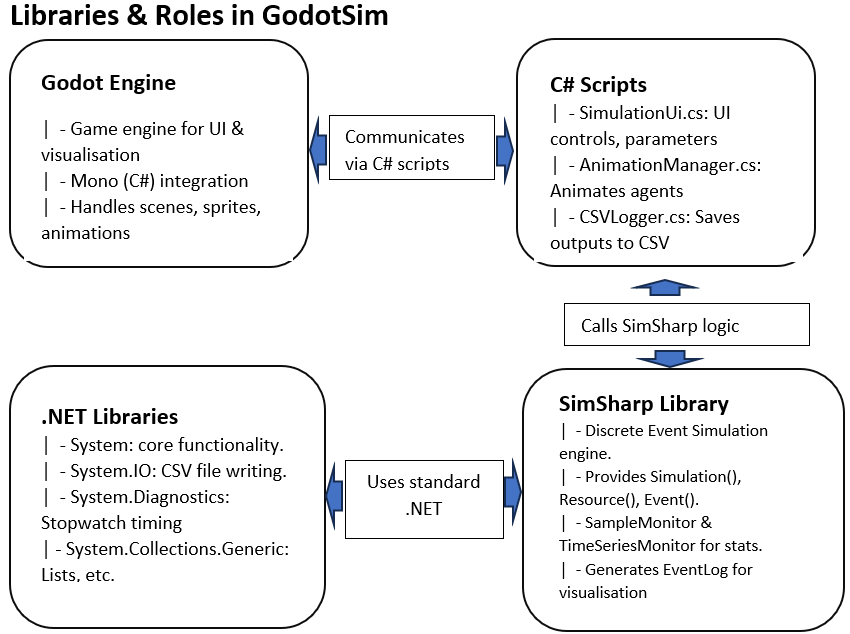 Libraries & Roles in GodotSim
Godot Engine
| - Game engine for UI &
visualisation
| - Mono (C#) integration
| - Handles scenes, sprites,
animations
Communicates
via C# scripts
C# Scripts
| - SimulationUi.cs: UI
controls, parameters
| - AnimationManager.cs:
Animates agents
| - CSVLogger.cs: Saves
outputs to CSV
Calls SimSharp logic
.NET Libraries
| - System: core functionality.
| - System.IO: CSV file writing.
| - System.Diagnostics:
Stopwatch timing
| - System.Collections.Generic:
Lists, etc.
Uses standard
.NET
SimSharp Library
| - Discrete Event Simulation
engine.
| - Provides Simulation(),
Resource(), Event().
| - SampleMonitor &
TimeSeriesMonitor for stats.
| - Generates EventLog for
visualisation